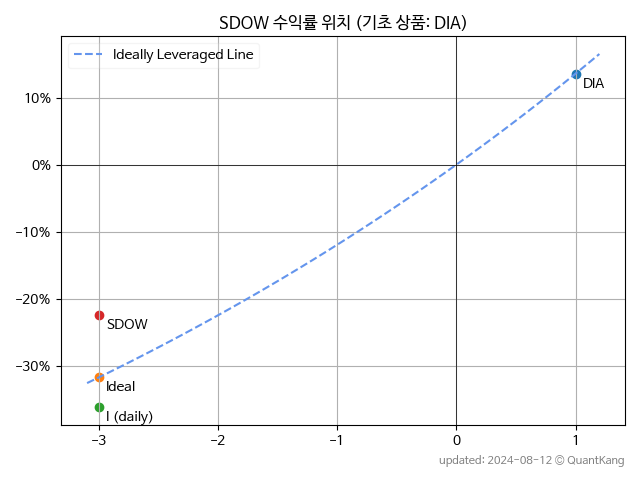 SDOW 수익률 위치 (기초 상품: DIA)
Ideally Leveraged Line
10%
0%
-10%
-20%
-30%
DIA
SDOW
Ideal
I (daily)
-3
-2
-1
0
1
updated: 2024-08-12 © QuantKang